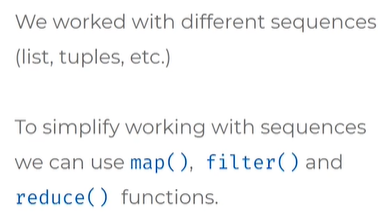 We worked with different sequences
(list, tuples, etc.)
To simplify working with sequences
we can use map(), filter() and
reduce() functions.